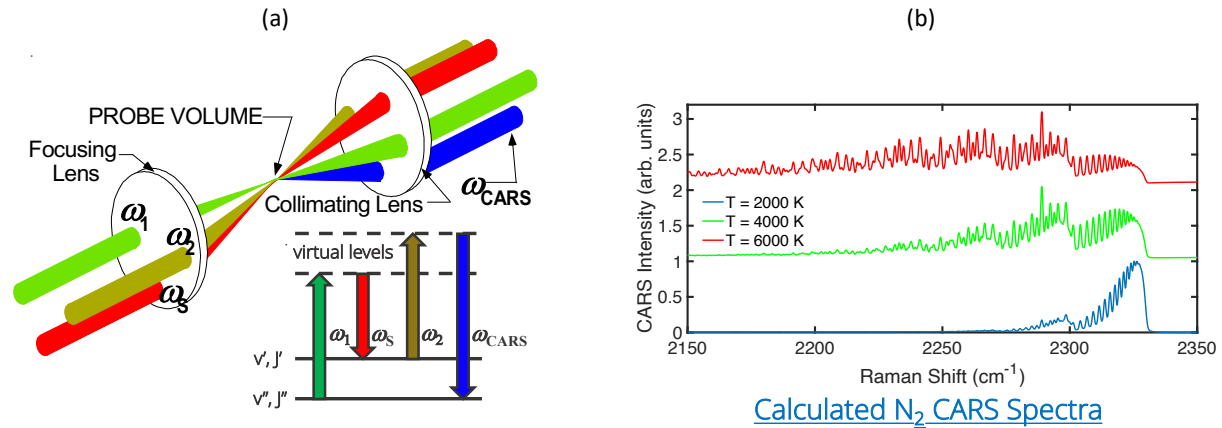 (a)
(b)
PROBE VOLUME
Focusing
Lens
ω1
ω2
ωS
Collimating Lens
ωCARS
virtual levels
ω1
ωS
ω2
ωCARS
v', J'
v'', J''
CARS Intensity (arb. units)
3
2.5
2
1.5
1
0.5
0
T = 2000 K
T = 4000 K
T = 6000 K
2150
2200
2250
2300
2350
Raman Shift (cm-1)
Calculated N2 CARS Spectra